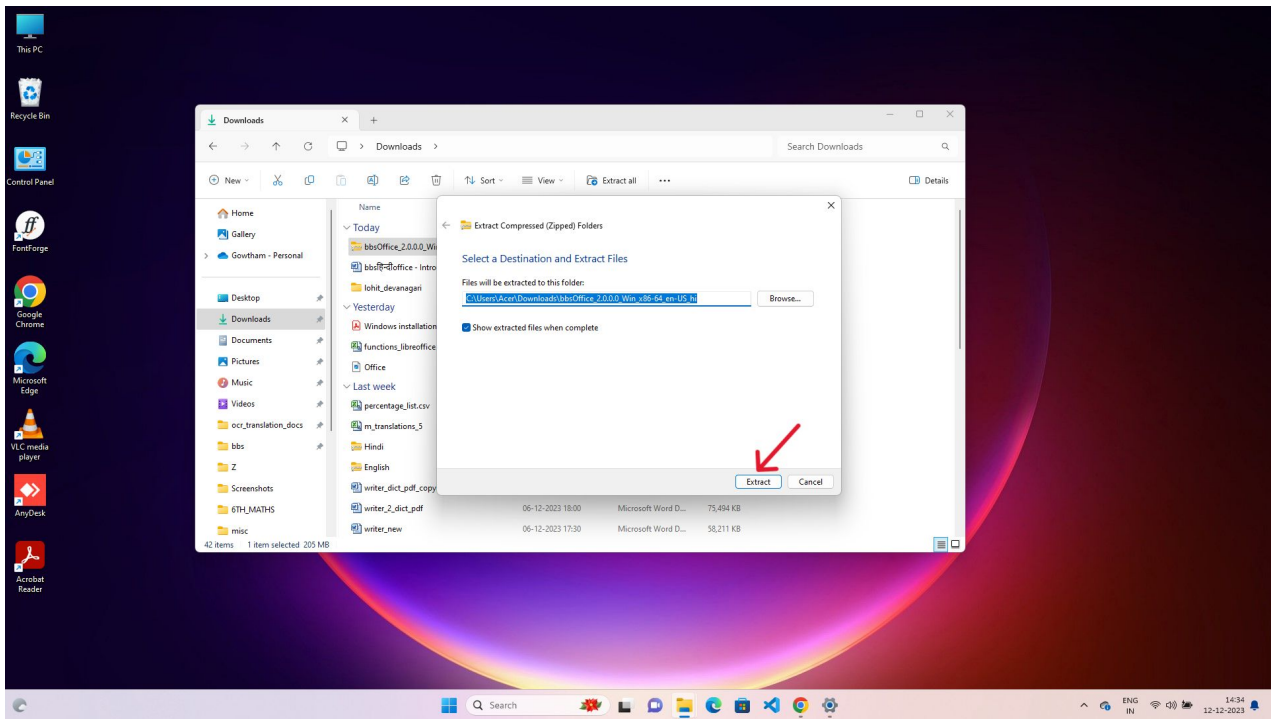 This PC
Recycle Bin
Control Panel
FontForge
Google
Chrome
Microsoft
Edge
VLC media
player
AnyDesk
Acrobat
Reader
Downloads
Downloads
Search Downloads
New
Sort
View
Extract all
Details
Home
Gallery
Gowtham - Personal
Desktop
Downloads
Documents
Pictures
Music
Videos
ocr_translation_docs
bbs
Z
Screenshots
6TH_MATHS
misc
Name
Today
bbsOffice_2.0.0.0_Wi
bbsहिन्दीoffice - Intro
lohit_devanagari
Yesterday
Windows installation
functions_libreoffice
Office
Last week
percentage_list.csv
m_translations_5
Hindi
English
writer_dict_pdf_copy
writer_2_dict_pdf 06-12-2023 18:00 Microsoft Word D... 75,494 KB
writer_new 06-12-2023 17:30 Microsoft Word D... 58,211 KB
42 items 1 item selected 205 MB
Extract Compressed (Zipped) Folders
Select a Destination and Extract Files
Files will be extracted to this folder:
C:\Users\Acer\Downloads\bbsOffice_2.0.0.0_Win_x86-64_en-US_hi
Browse...
Show extracted files when complete
Extract Cancel
Search
ENG
IN
14:34
12-12-2023